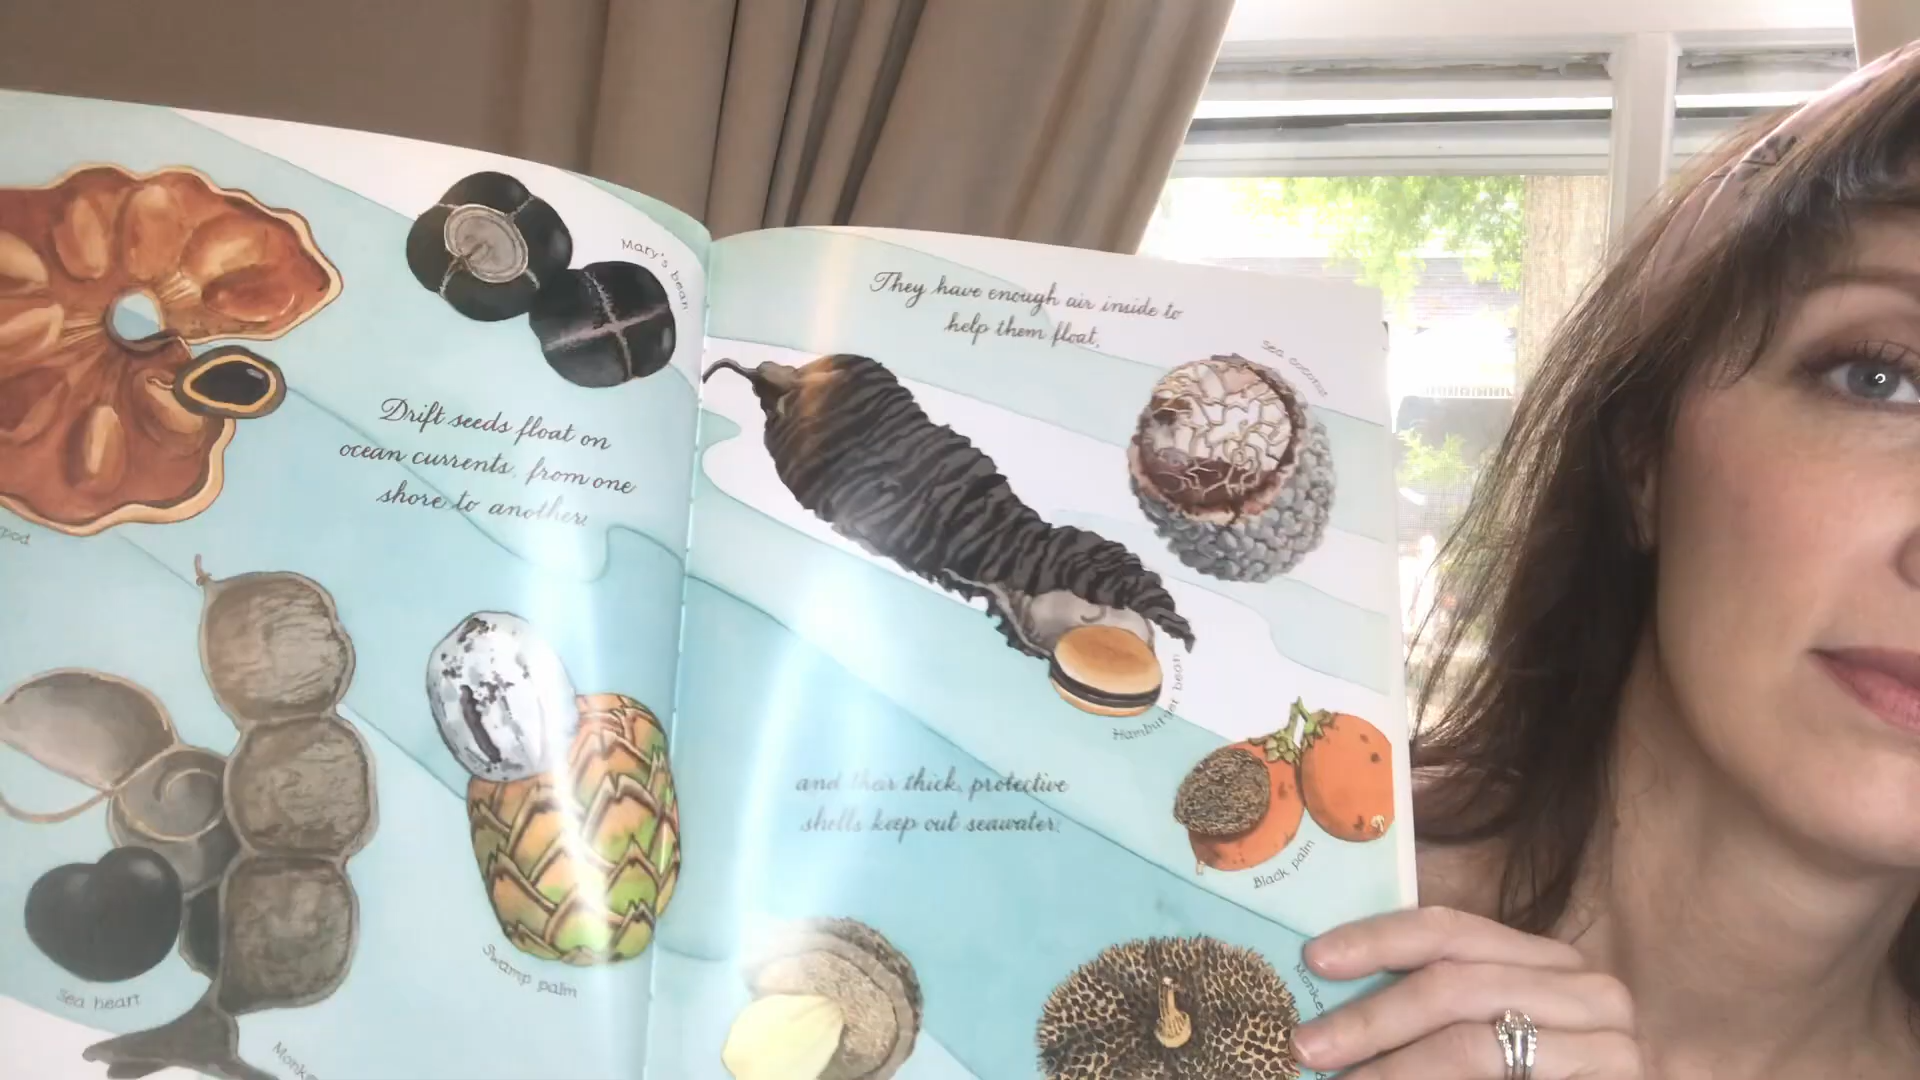 Mary's bean
Drift seeds float on
ocean currents, from one
shore to another;
Sea heart
Swamp palm
They have enough air inside to
help them float,
Sea coconut
Hamburger bean
and their thick, protective
shells keep out seawater.
Black palm